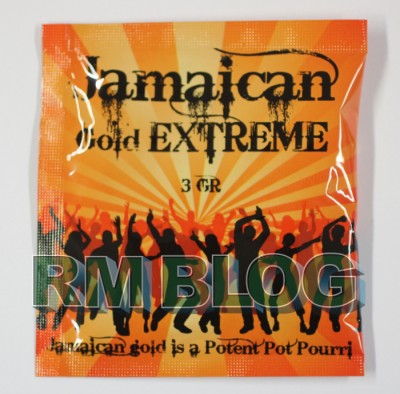 Jamaican
Gold EXTREME
3 GR
RM BLOG
Jamaican gold is a Potent Pot Pourri